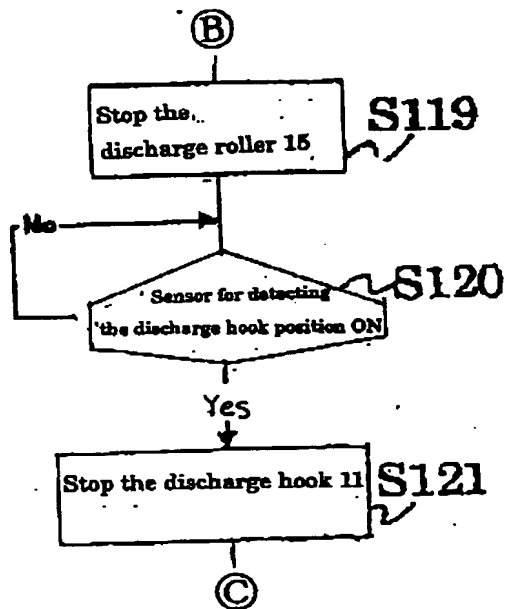 Ⓑ
Stop the
discharge roller 15
S119
No
Sensor for detecting
the discharge hook position ON
S120
Yes
Stop the discharge hook 11
S121
Ⓒ